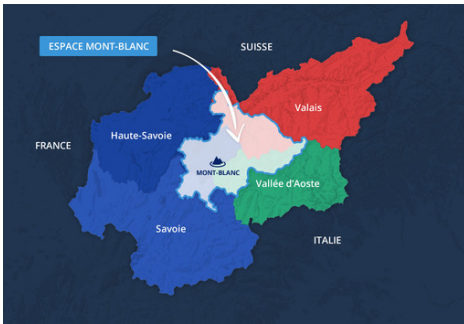 ESPACE MONT-BLANC
SUISSE
Valais
FRANCE
Haute-Savoie
MONT-BLANC
Vallée d'Aoste
Savoie
ITALIE